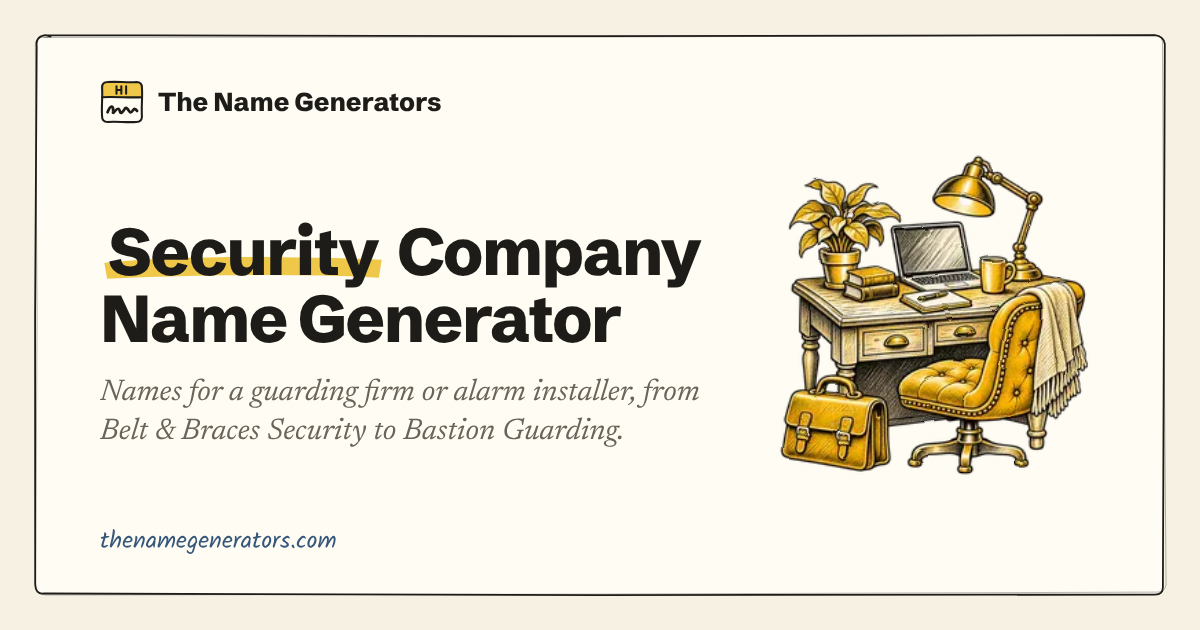 HI
The Name Generators
Security Company
Name Generator
Names for a guarding firm or alarm installer, from
Belt & Braces Security to Bastion Guarding.
thenamegenerators.com